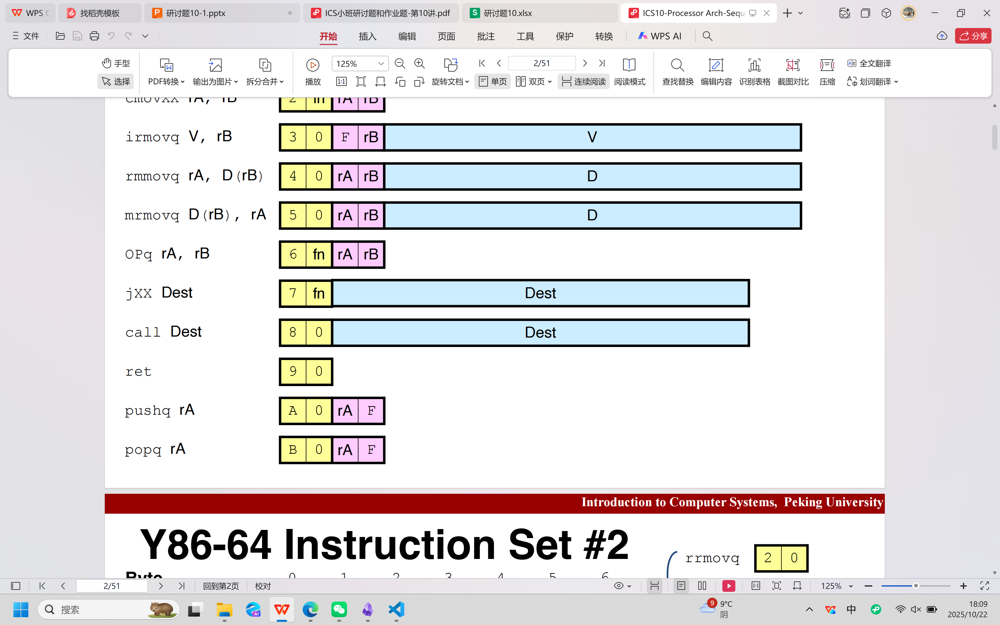 WPS
找稻壳模板
研讨题10-1.pptx
ICS小班研讨题和作业题-第10讲.pdf
研讨题10.xlsx
ICS10-Processor Arch-Sequ
文件
开始 插入 编辑 页面 批注 工具 保护 转换 WPS AI
分享
手型
选择
PDF转换
输出为图片
拆分合并
播放
125%
2/51
旋转文档
单页
双页
连续阅读
阅读模式
查找替换
编辑内容
识别表格
截图对比
压缩
全文翻译
划词翻译
cmovXX rA, rB 2 fn rA rB
irmovq V, rB 3 0 F rB V
rmmovq rA, D(rB) 4 0 rA rB D
mrmovq D(rB), rA 5 0 rA rB D
OPq rA, rB 6 fn rA rB
jXX Dest 7 fn Dest
call Dest 8 0 Dest
ret 9 0
pushq rA A 0 rA F
popq rA B 0 rA F
Introduction to Computer Systems, Peking University
Y86-64 Instruction Set #2
rrmovq 2 0
Byte 0 1 2 3 4 5 6
2/51
回到第2页
校对
125%
搜索
AI
9
9°C
阴
中
18:09
2025/10/22